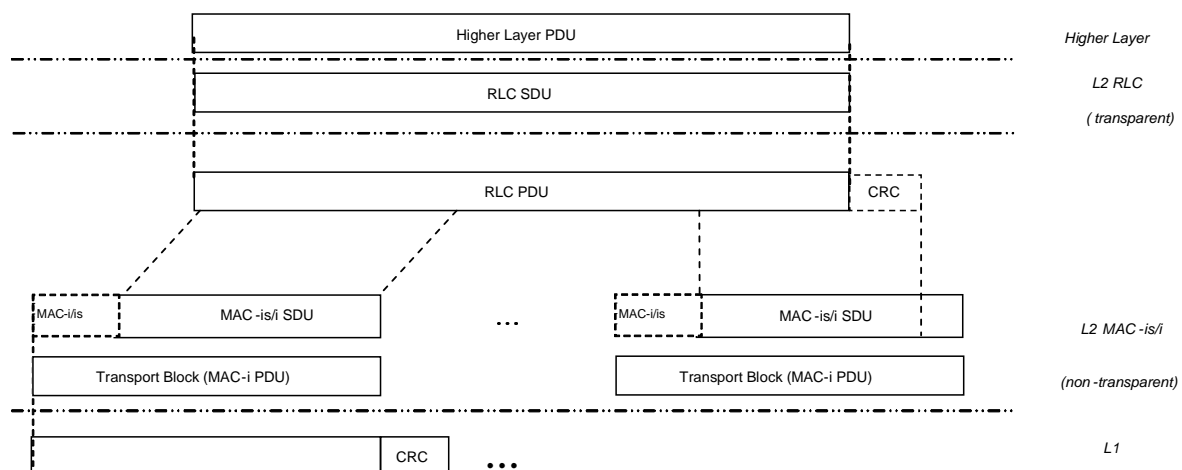 Higher Layer PDU
Higher Layer
RLC SDU
L2 RLC
( transparent)
RLC PDU
CRC
MAC-i/is
MAC -is/i SDU
...
MAC-i/is
MAC -is/i SDU
L2 MAC -is/i
Transport Block (MAC-i PDU)
Transport Block (MAC-i PDU)
(non -transparent)
CRC
...
L1